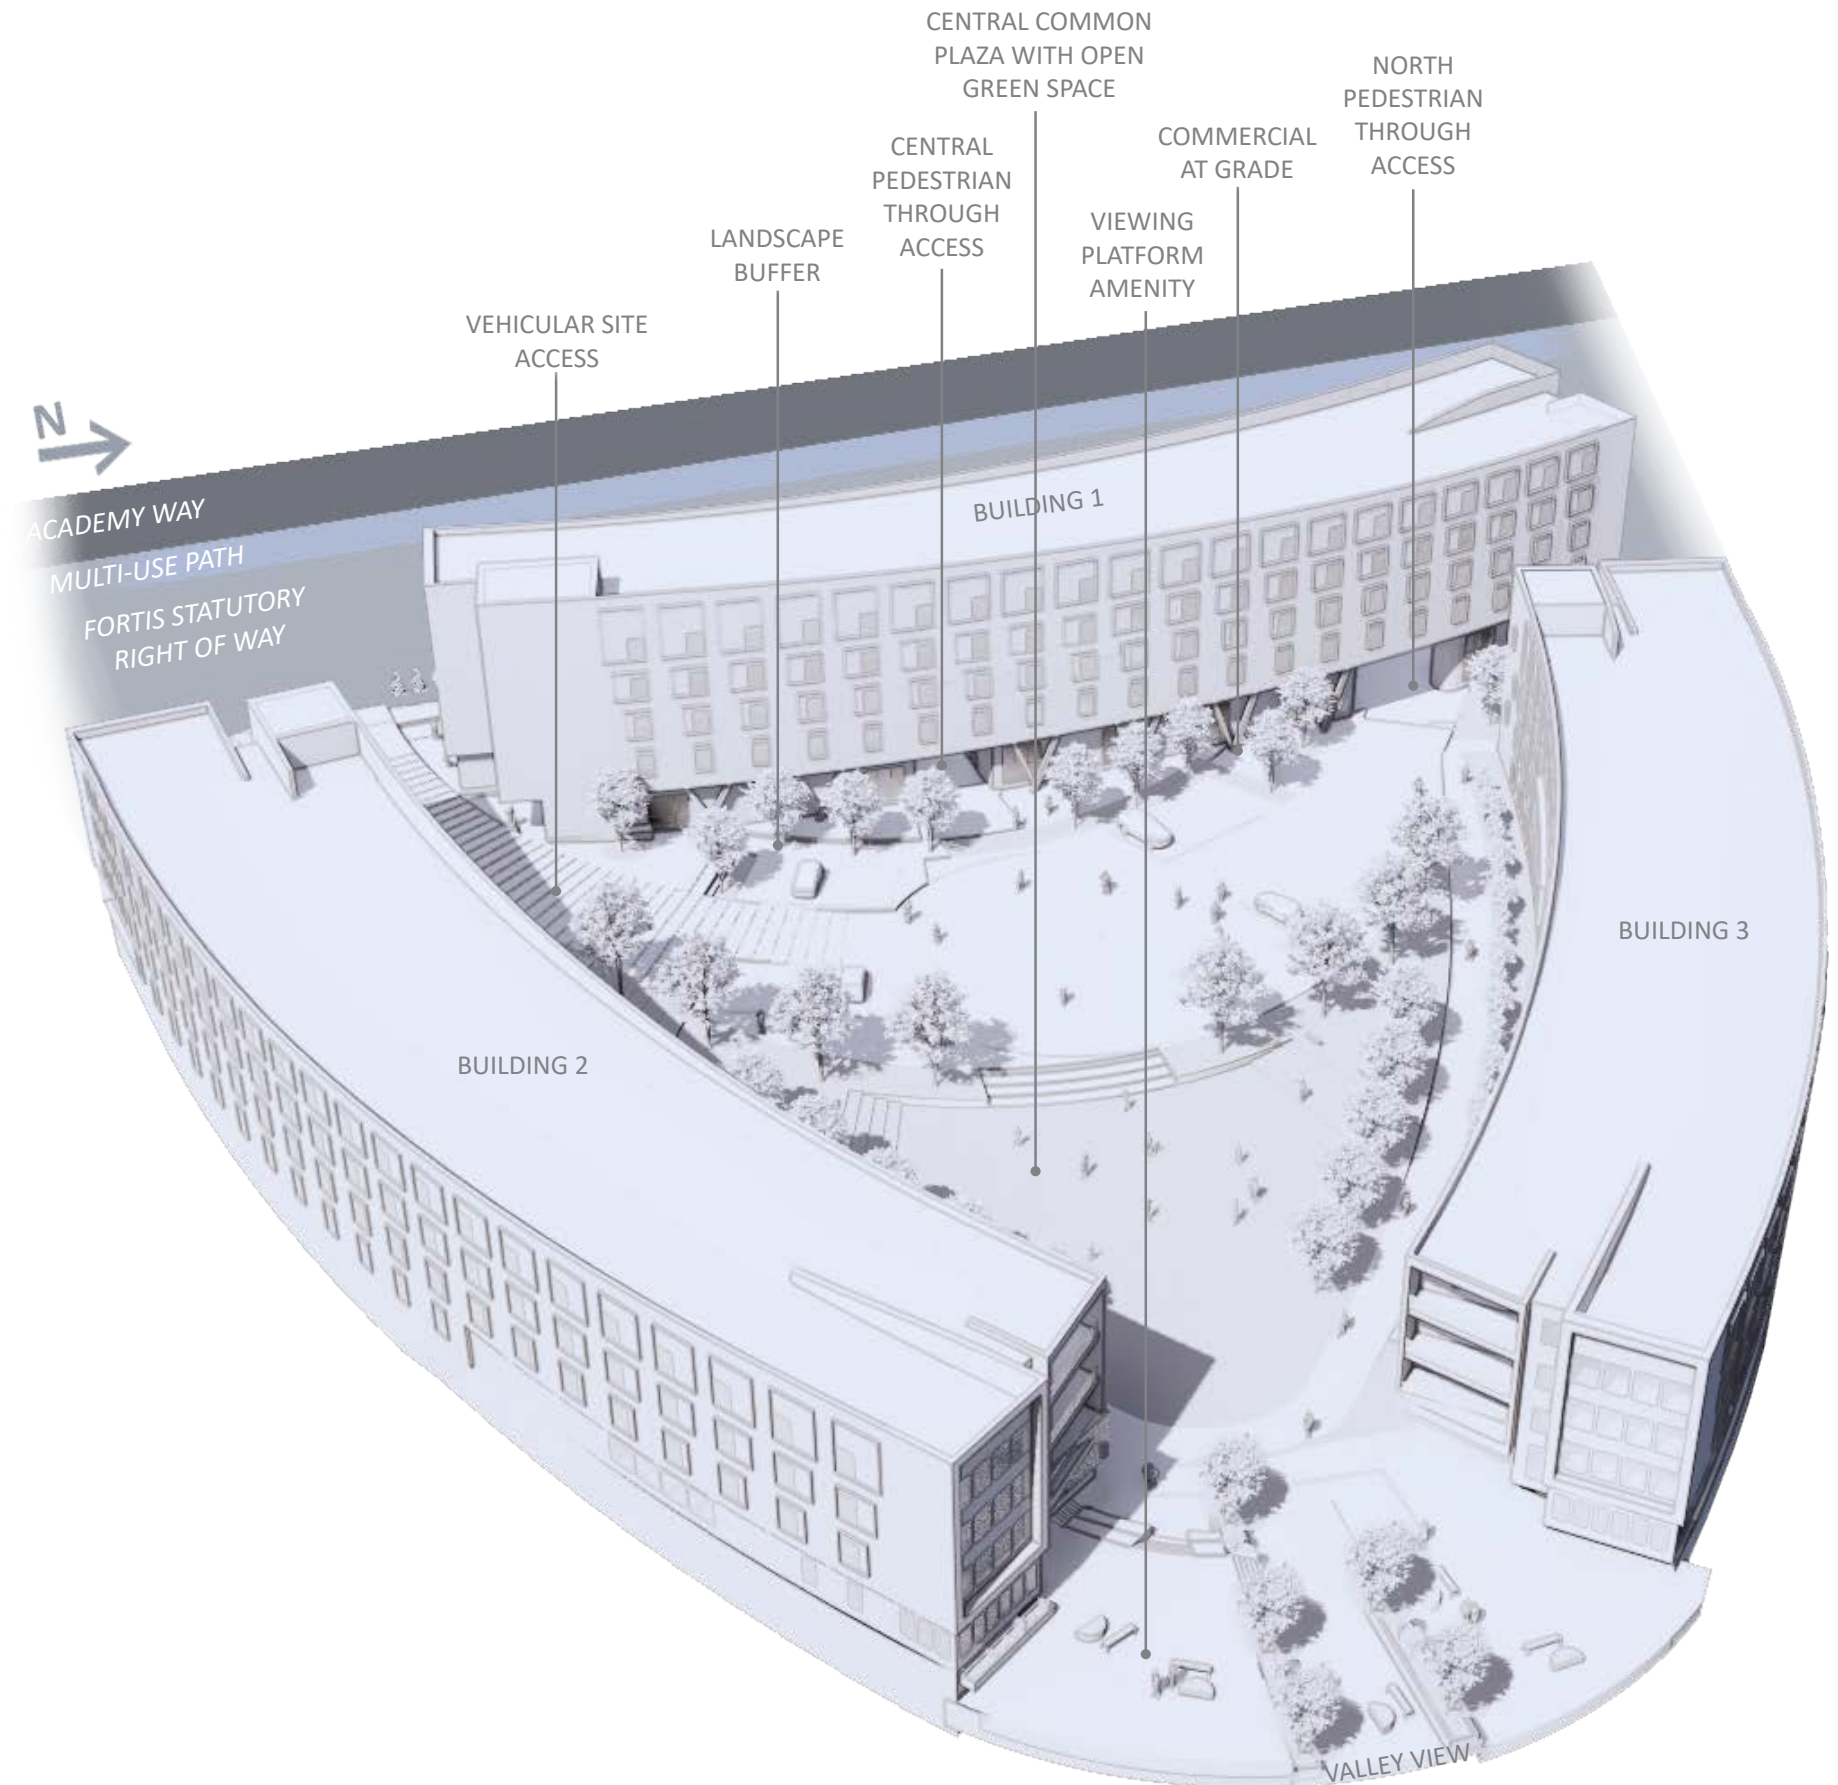 CENTRAL COMMON
PLAZA WITH OPEN
GREEN SPACE
NORTH
PEDESTRIAN
THROUGH
ACCESS
COMMERCIAL
AT GRADE
CENTRAL
PEDESTRIAN
THROUGH
ACCESS
VIEWING
PLATFORM
AMENITY
LANDSCAPE
BUFFER
VEHICULAR SITE
ACCESS
N
ACADEMY WAY
MULTI-USE PATH
FORTIS STATUTORY
RIGHT OF WAY
BUILDING 1
BUILDING 3
BUILDING 2
VALLEY VIEW